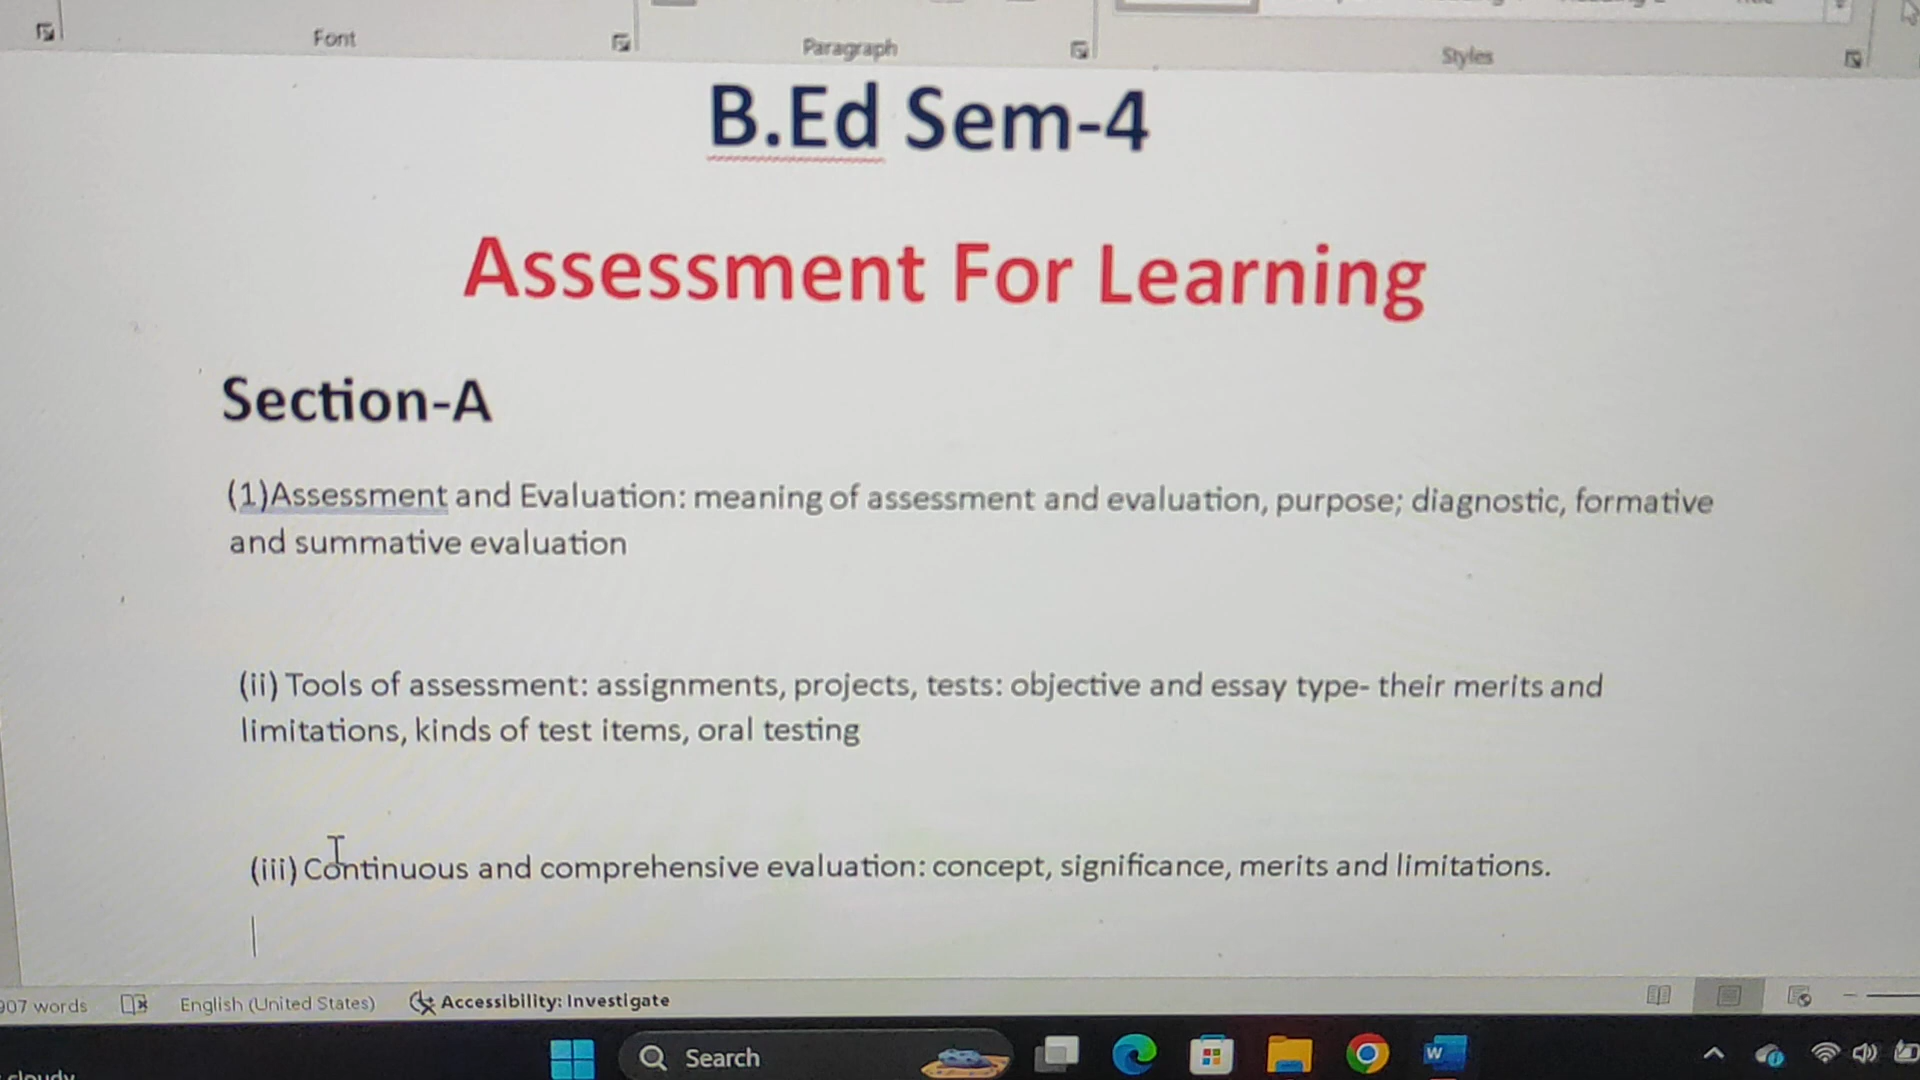 Font
Paragraph
Styles
B.Ed Sem-4
Assessment For Learning
Section-A
(1)Assessment and Evaluation: meaning of assessment and evaluation, purpose; diagnostic, formative
and summative evaluation
(ii) Tools of assessment: assignments, projects, tests: objective and essay type- their merits and
limitations, kinds of test items, oral testing
(iii) Continuous and comprehensive evaluation: concept, significance, merits and limitations.
907 words English (United States) Accessibility: Investigate
Search
cloudy